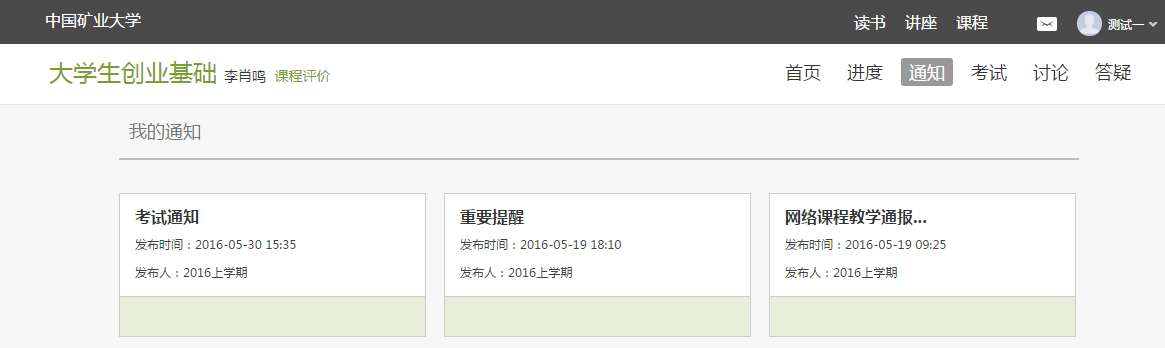 中国矿业大学 读书 讲座 课程 测试一
大学生创业基础 李肖鸣 课程评价 首页 进度 通知 考试 讨论 答疑
我的通知
考试通知 重要提醒 网络课程教学通报...
发布时间：2016-05-30 15:35 发布时间：2016-05-19 18:10 发布时间：2016-05-19 09:25
发布人：2016上学期 发布人：2016上学期 发布人：2016上学期